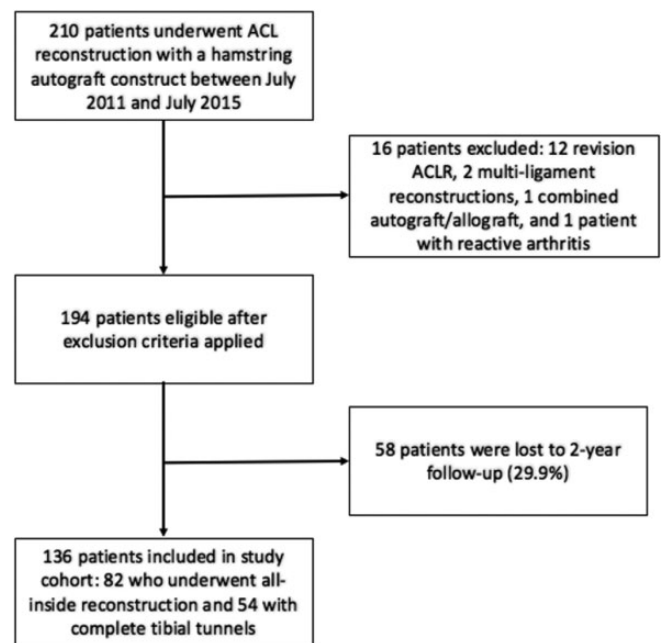 210 patients underwent ACL
reconstruction with a hamstring
autograft construct between July
2011 and July 2015
16 patients excluded: 12 revision
ACLR, 2 multi-ligament
reconstructions, 1 combined
autograft/allograft, and 1 patient
with reactive arthritis
194 patients eligible after
exclusion criteria applied
58 patients were lost to 2-year
follow-up (29.9%)
136 patients included in study
cohort: 82 who underwent all-
inside reconstruction and 54 with
complete tibial tunnels